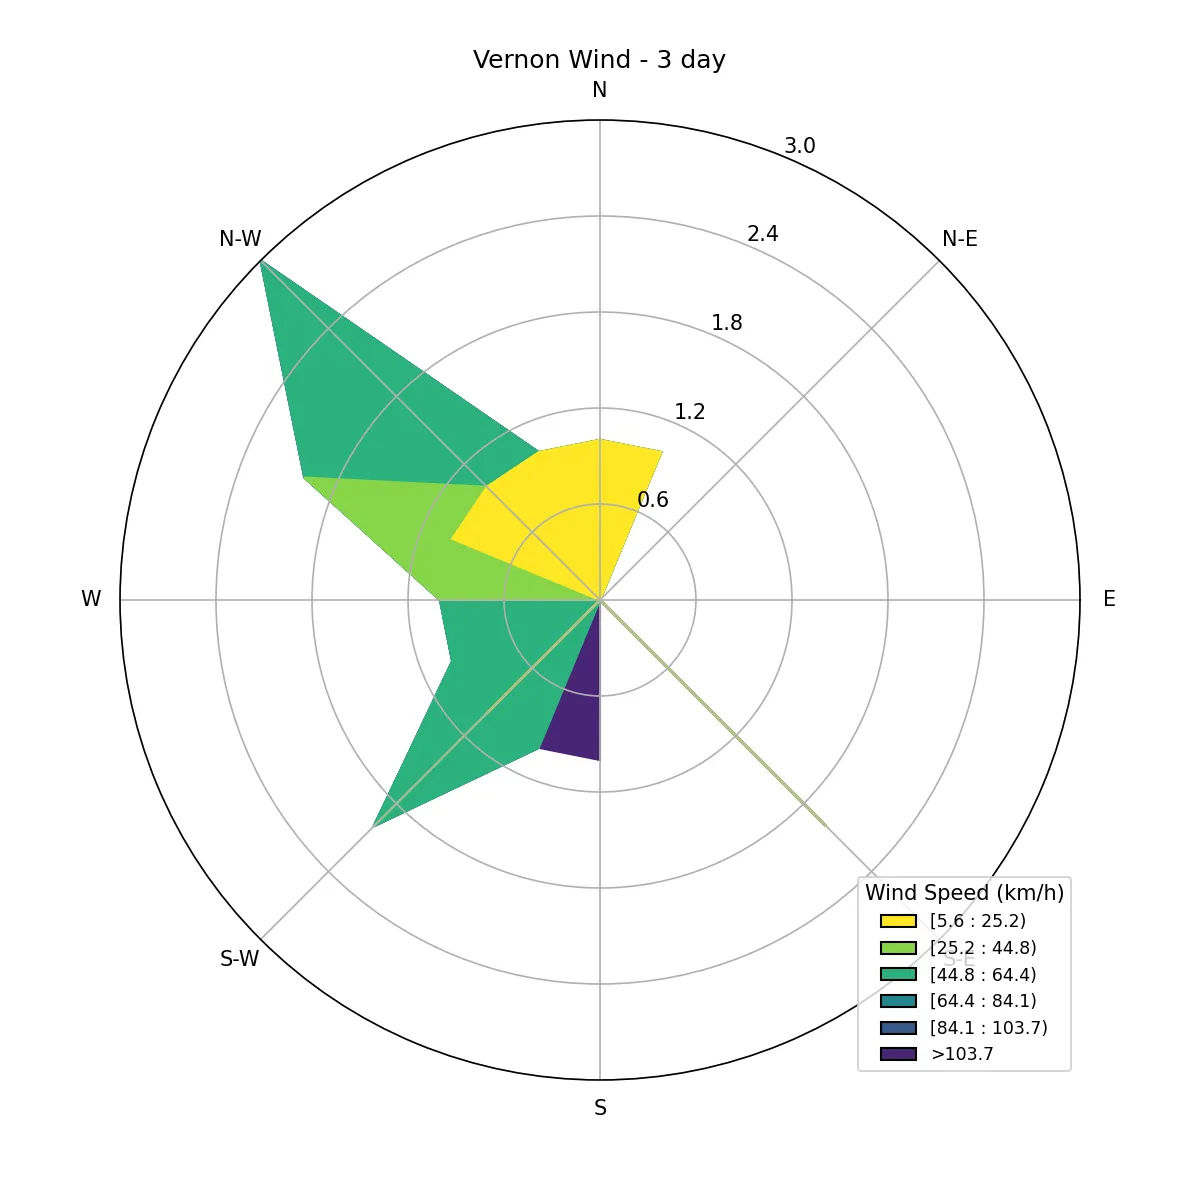 Vernon Wind - 3 day
N
3.0
2.4
N-W
N-E
1.8
1.2
0.6
W
E
S-W
S-E
S
Wind Speed (km/h)
[5.6 : 25.2)
[25.2 : 44.8)
[44.8 : 64.4)
[64.4 : 84.1)
[84.1 : 103.7)
>103.7